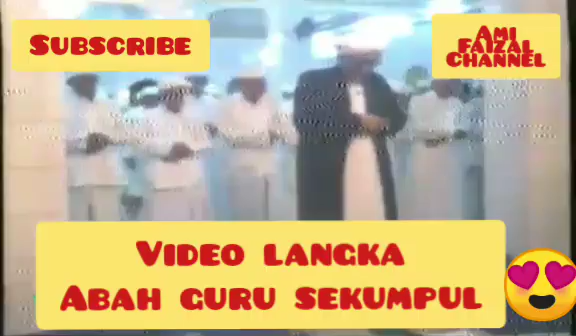 SUBSCRIBE
AMI
FAIZAL
CHANNEL
VIDEO LANGKA
ABAH GURU SEKUMPUL